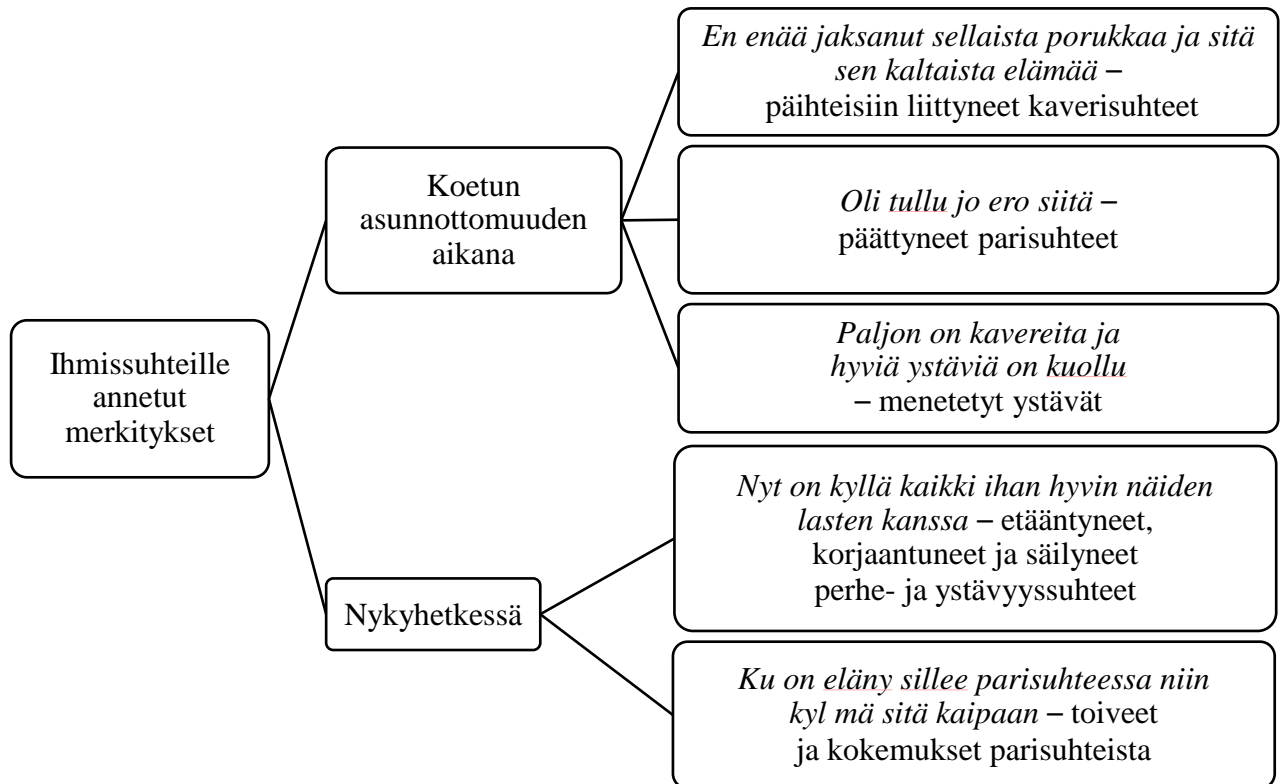 Ihmissuhteille
annetut
merkitykset
Koetun
asunnottomuuden
aikana
En enää jaksanut sellaista porukkaa ja sitä
sen kaltaista elämää –
päihteisiin liittyneet kaverisuhteet
Oli tullu jo ero siitä –
päättyneet parisuhteet
Paljon on kavereita ja
hyviä ystäviä on kuollu
– menetetyt ystävät
Nykyhetkessä
Nyt on kyllä kaikki ihan hyvin näiden
lasten kanssa – etääntyneet,
korjaantuneet ja säilyneet
perhe- ja ystävyyssuhteet
Ku on eläny sillee parisuhteessa niin
kyl mä sitä kaipaan – toiveet
ja kokemukset parisuhteista